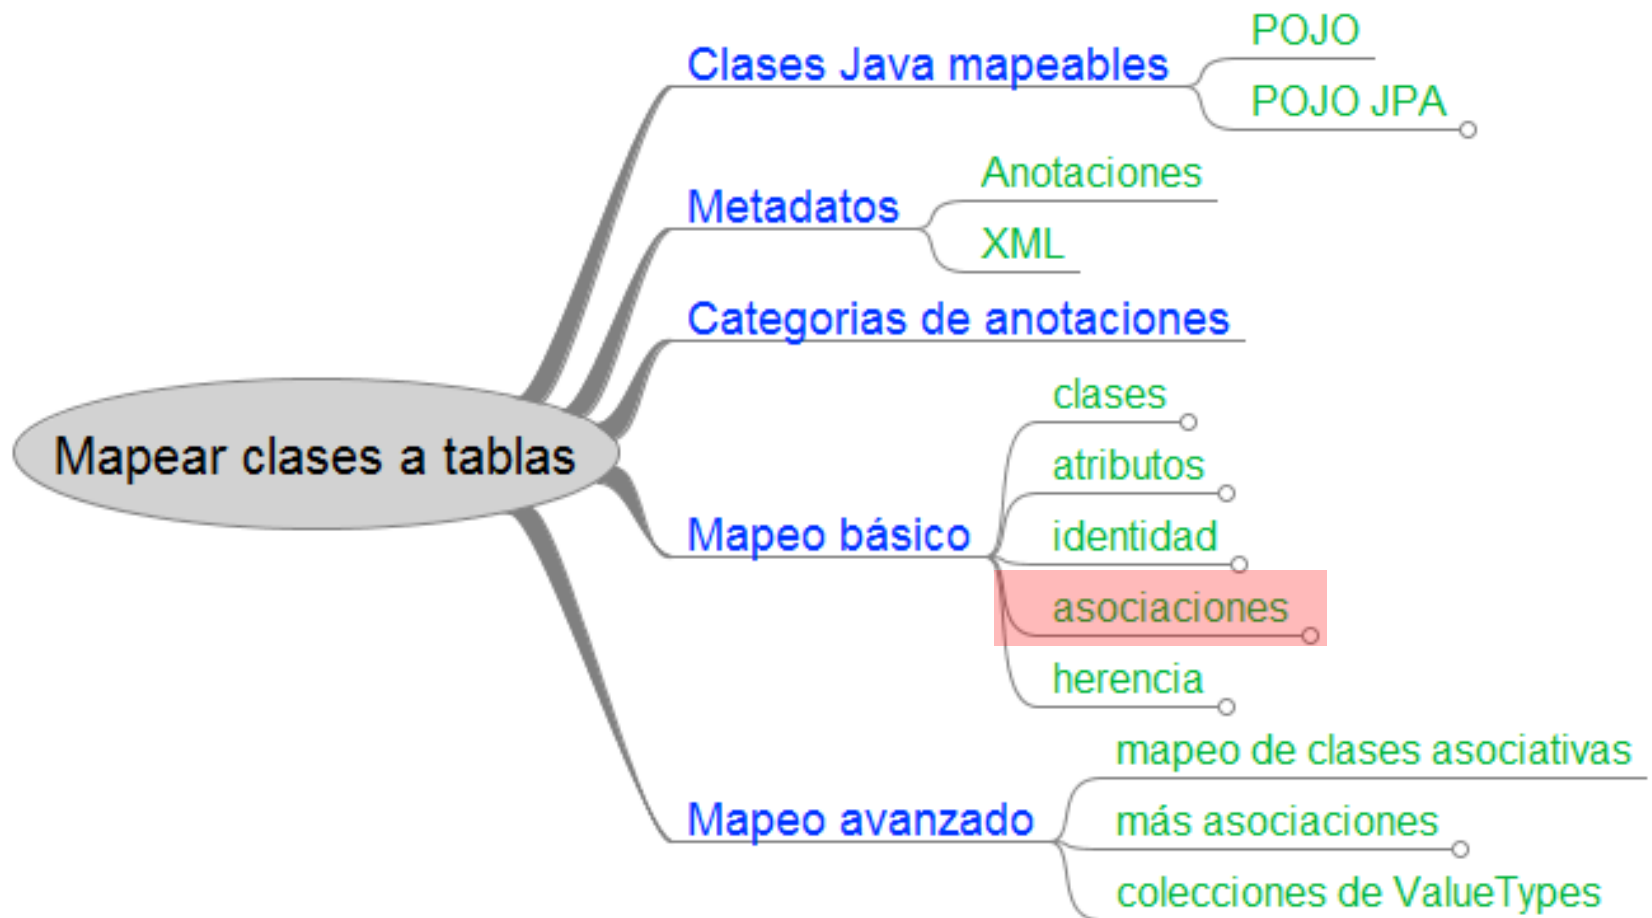 Mapear clases a tablas
Clases Java mapeables
POJO
POJO JPA
Metadatos
Anotaciones
XML
Categorias de anotaciones
Mapeo básico
clases
atributos
identidad
asociaciones
herencia
Mapeo avanzado
mapeo de clases asociativas
más asociaciones
colecciones de ValueTypes